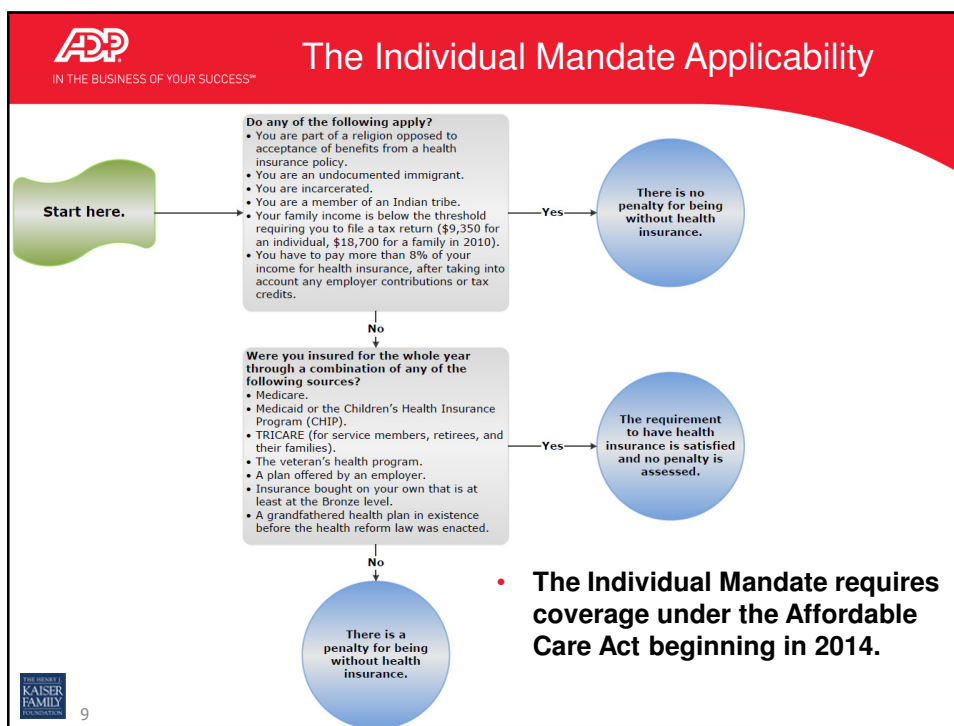 ADP
IN THE BUSINESS OF YOUR SUCCESS℠
The Individual Mandate Applicability
Start here.
Do any of the following apply?
• You are part of a religion opposed to
acceptance of benefits from a health
insurance policy.
• You are an undocumented immigrant.
• You are incarcerated.
• You are a member of an Indian tribe.
• Your family income is below the threshold
requiring you to file a tax return ($9,350 for
an individual, $18,700 for a family in 2010).
• You have to pay more than 8% of your
income for health insurance, after taking into
account any employer contributions or tax
credits.
Yes
There is no
penalty for being
without health
insurance.
No
Were you insured for the whole year
through a combination of any of the
following sources?
• Medicare.
• Medicaid or the Children's Health Insurance
Program (CHIP).
• TRICARE (for service members, retirees, and
their families).
• The veteran's health program.
• A plan offered by an employer.
• Insurance bought on your own that is at
least at the Bronze level.
• A grandfathered health plan in existence
before the health reform law was enacted.
Yes
The requirement
to have health
insurance is satisfied
and no penalty is
assessed.
No
There is a
penalty for being
without health
insurance.
• The Individual Mandate requires
coverage under the Affordable
Care Act beginning in 2014.
THE HENRY J.
KAISER
FAMILY
FOUNDATION
9